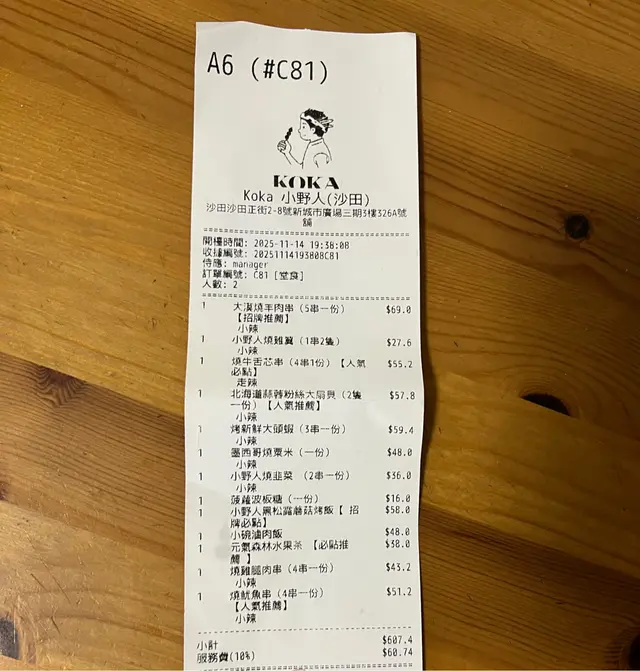 A6 (#C81)
KOKA
Koka 小野人(沙田)
沙田沙田正街2-8號新城市廣場三期3樓326A號
舖
開檯時間: 2025-11-14 19:38:08
收據編號: 20251114193808C81
侍應: manager
訂單編號: C81 [堂食]
人數: 2
1 大漠燒羊肉串 (5串一份) $69.0
【招牌推薦】
小辣
1 小野人燒雞翼 (1串2隻) $27.6
小辣
1 燒牛舌芯串 (4串1份) 【人氣 $55.2
必點】
走辣
1 北海道蒜蓉粉絲大扇貝 (2隻 $57.8
一份) 【人氣推薦】
小辣
1 烤新鮮大頭蝦 (3串一份) $59.4
小辣
1 墨西哥燒粟米 (一份) $48.0
小辣
1 小野人燒韭菜 (2串一份) $36.0
小辣
1 菠蘿波板糖 (一份) $16.0
1 小野人黑松露蘑菇烤飯【 招 $58.0
牌必點】
1 小碗滷肉飯 $48.0
1 元氣森林水果茶 【必點推 $38.0
薦 】
1 燒雞腿肉串 (4串一份) $43.2
小辣
1 燒魷魚串 (4串一份) $51.2
【人氣推薦】
小辣
小計 $607.4
服務費(10%) $60.74